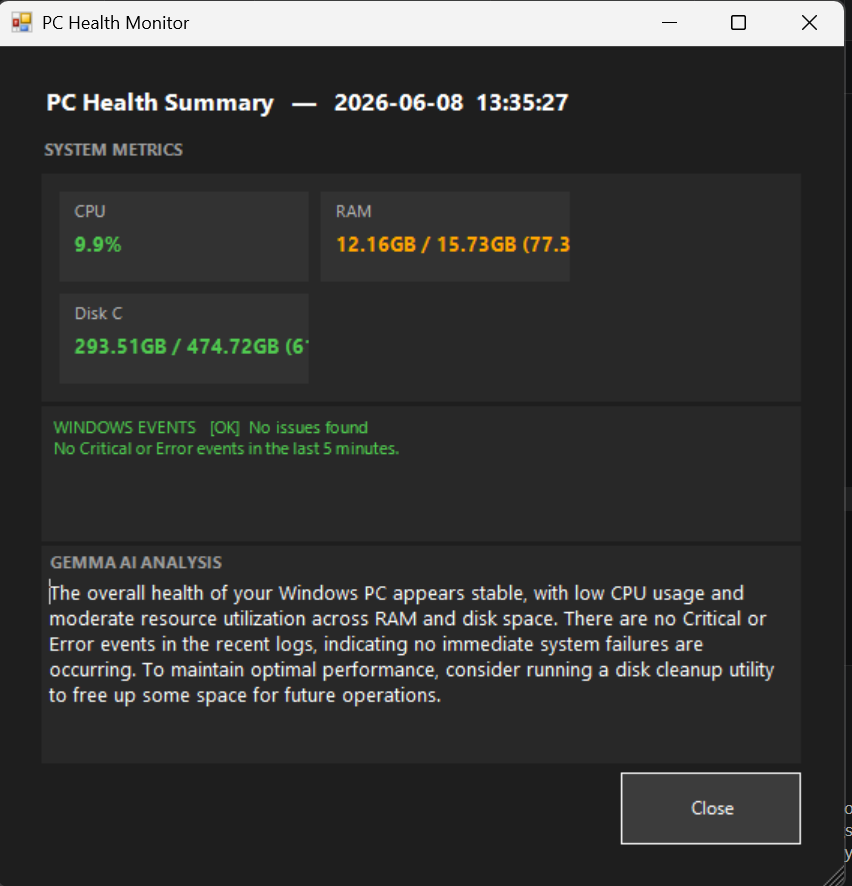 PC Health Monitor
PC Health Summary — 2026-06-08 13:35:27
SYSTEM METRICS
CPU
9.9%
RAM
12.16GB / 15.73GB (77.3
Disk C
293.51GB / 474.72GB (6
WINDOWS EVENTS [OK] No issues found
No Critical or Error events in the last 5 minutes.
GEMMA AI ANALYSIS
The overall health of your Windows PC appears stable, with low CPU usage and
moderate resource utilization across RAM and disk space. There are no Critical or
Error events in the recent logs, indicating no immediate system failures are
occurring. To maintain optimal performance, consider running a disk cleanup utility
to free up some space for future operations.
Close